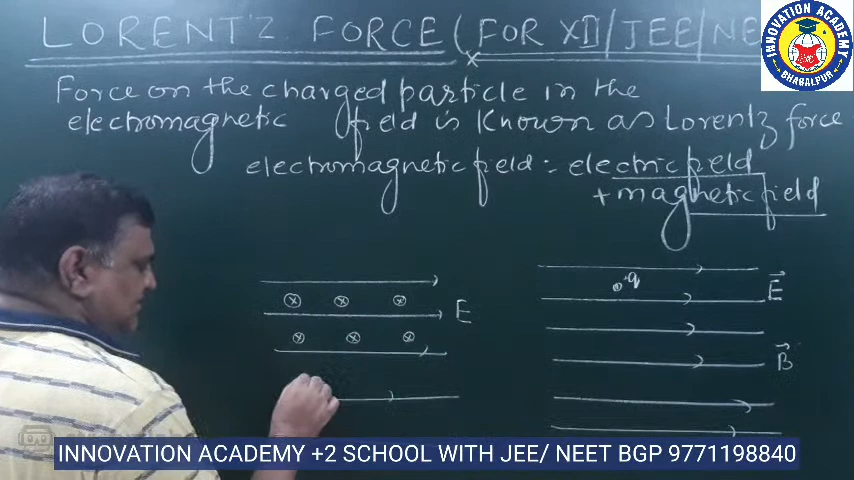 LORENTZ FORCE (FOR XII/JEE/NE
Force on the charged particle in the
electromagnetic field is known as Lorentz force
electromagnetic field = electric field
+ magnetic field
q
E
E
B
INNOVATION ACADEMY
BHAGALPUR
INNOVATION ACADEMY +2 SCHOOL WITH JEE/ NEET BGP 9771198840